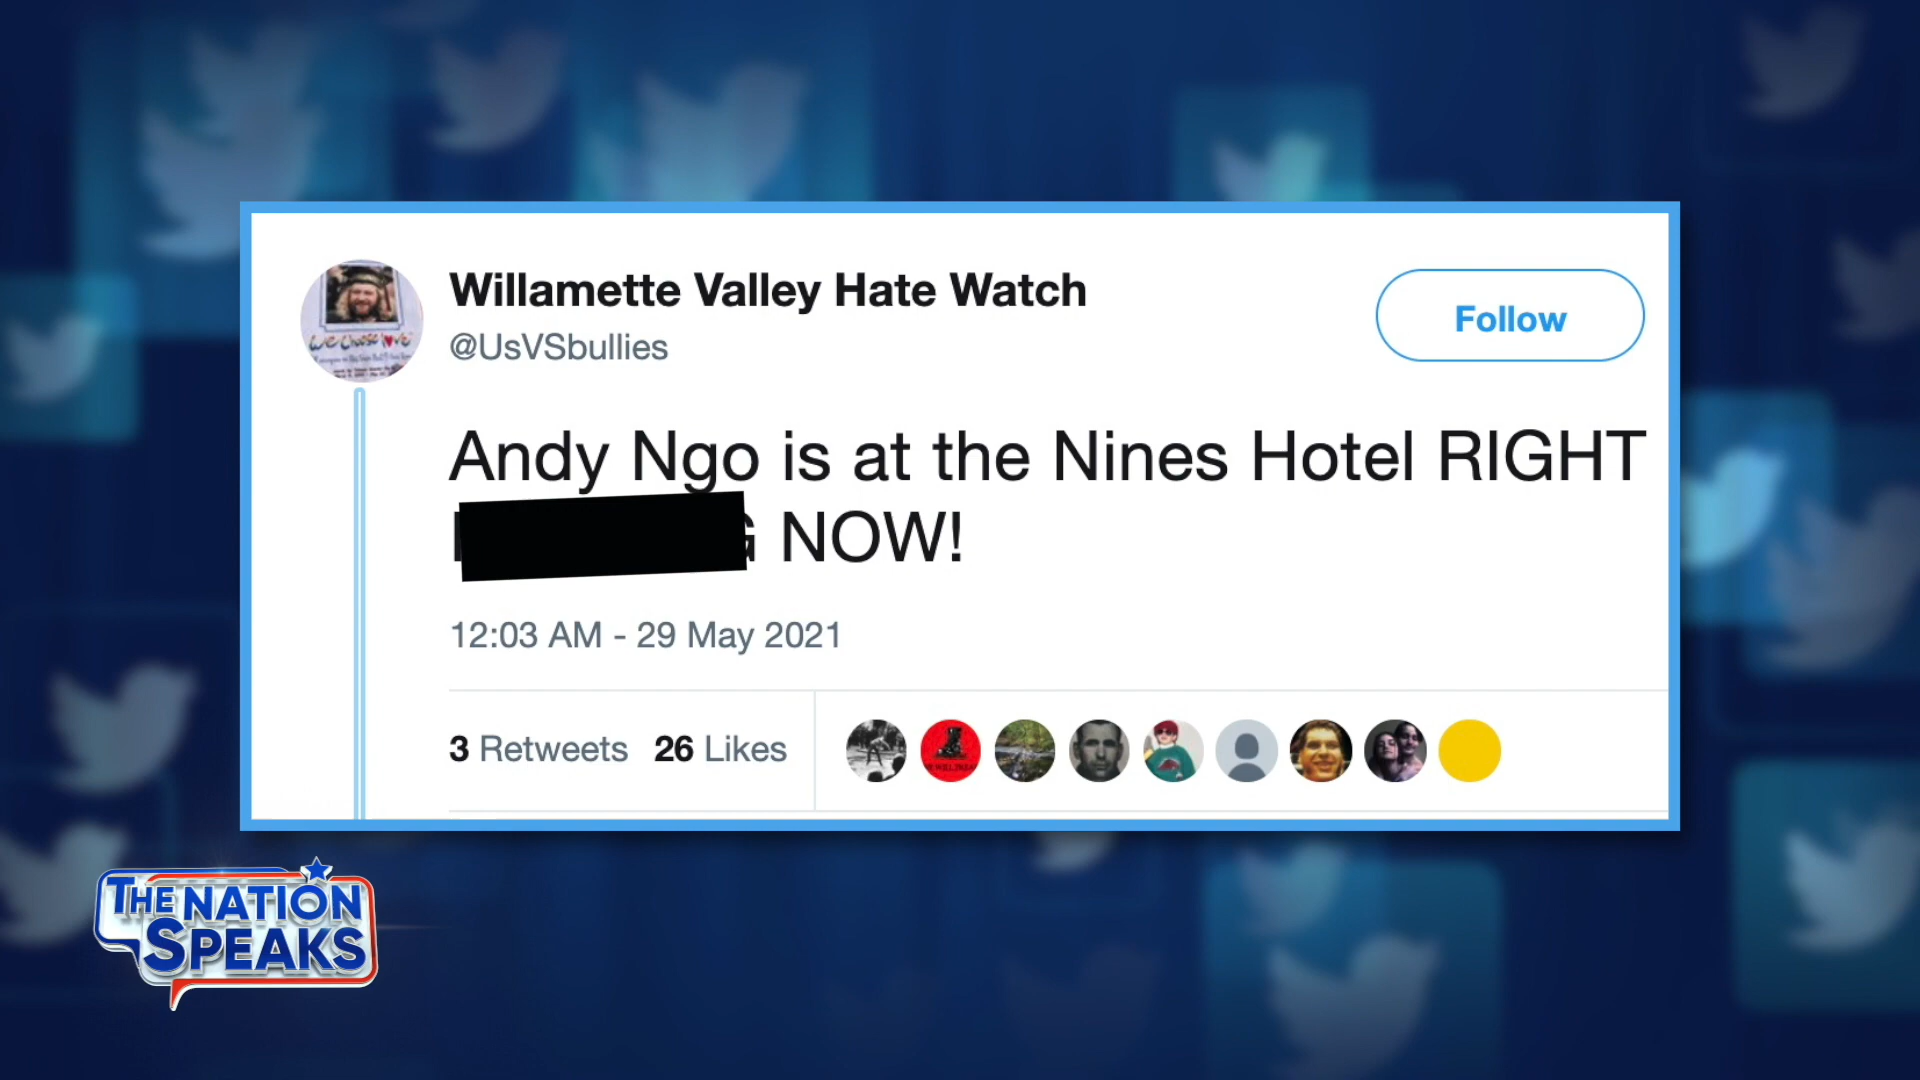 Willamette Valley Hate Watch
@UsVSbullies
Follow
Andy Ngo is at the Nines Hotel RIGHT
NOW!
12:03 AM - 29 May 2021
3 Retweets 26 Likes
THE NATION
SPEAKS